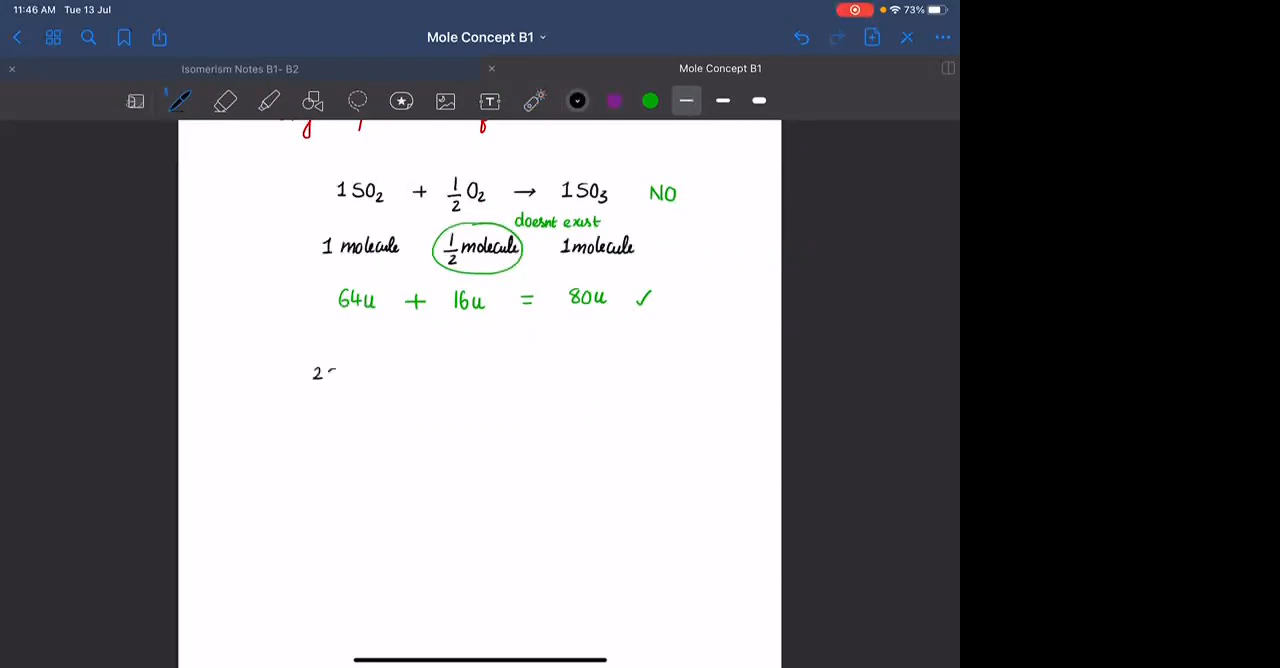 11:46 AM Tue 13 Jul 73%
Mole Concept B1
Isomerism Notes B1- B2 Mole Concept B1
1 SO₂ + 1/2 O₂ → 1 SO₃ NO
doesnt exist
1 molecule 1/2 molecule 1 molecule
64u + 16u = 80u ✓
2